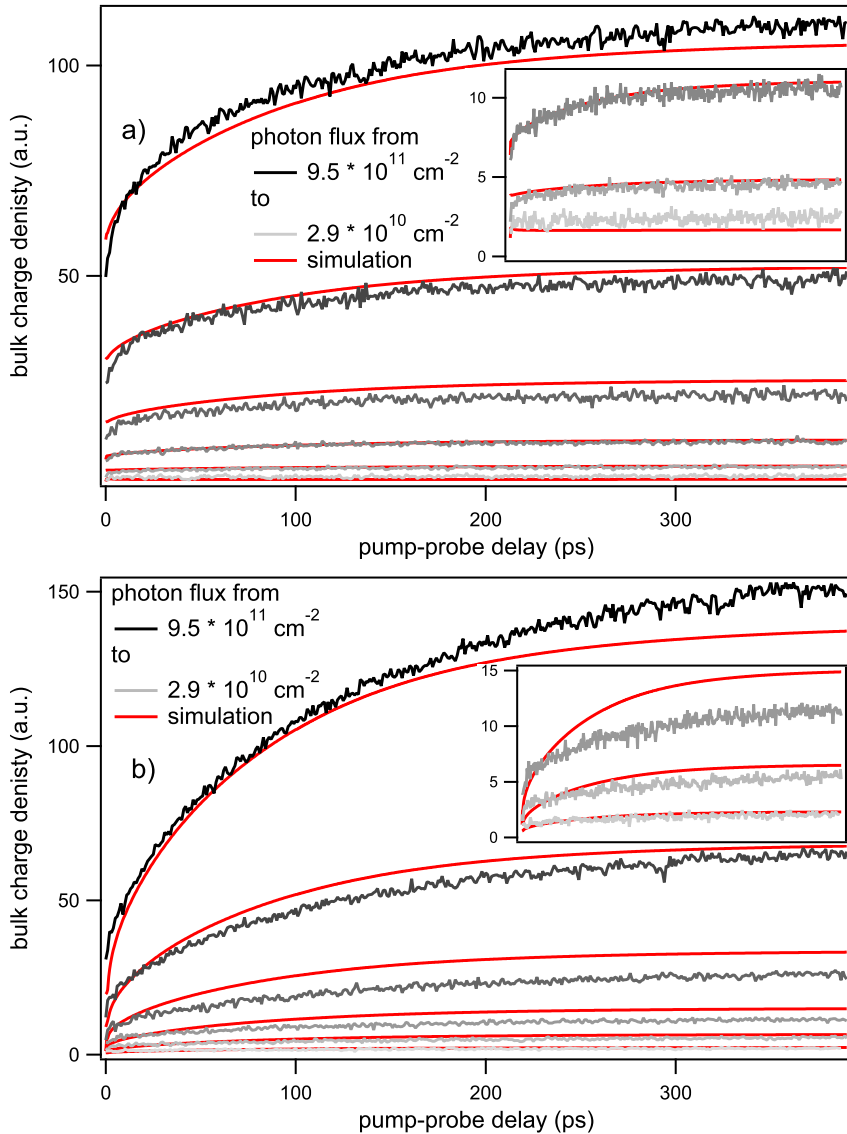 100
50
bulk charge denisty (a.u.)
a)
photon flux from
9.5 * 10^11 cm^-2
to
2.9 * 10^10 cm^-2
simulation
10
5
0
0
100
200
300
pump-probe delay (ps)
150
100
50
0
bulk charge denisty (a.u.)
photon flux from
9.5 * 10^11 cm^-2
to
2.9 * 10^10 cm^-2
simulation
b)
15
10
5
0
0
100
200
300
pump-probe delay (ps)